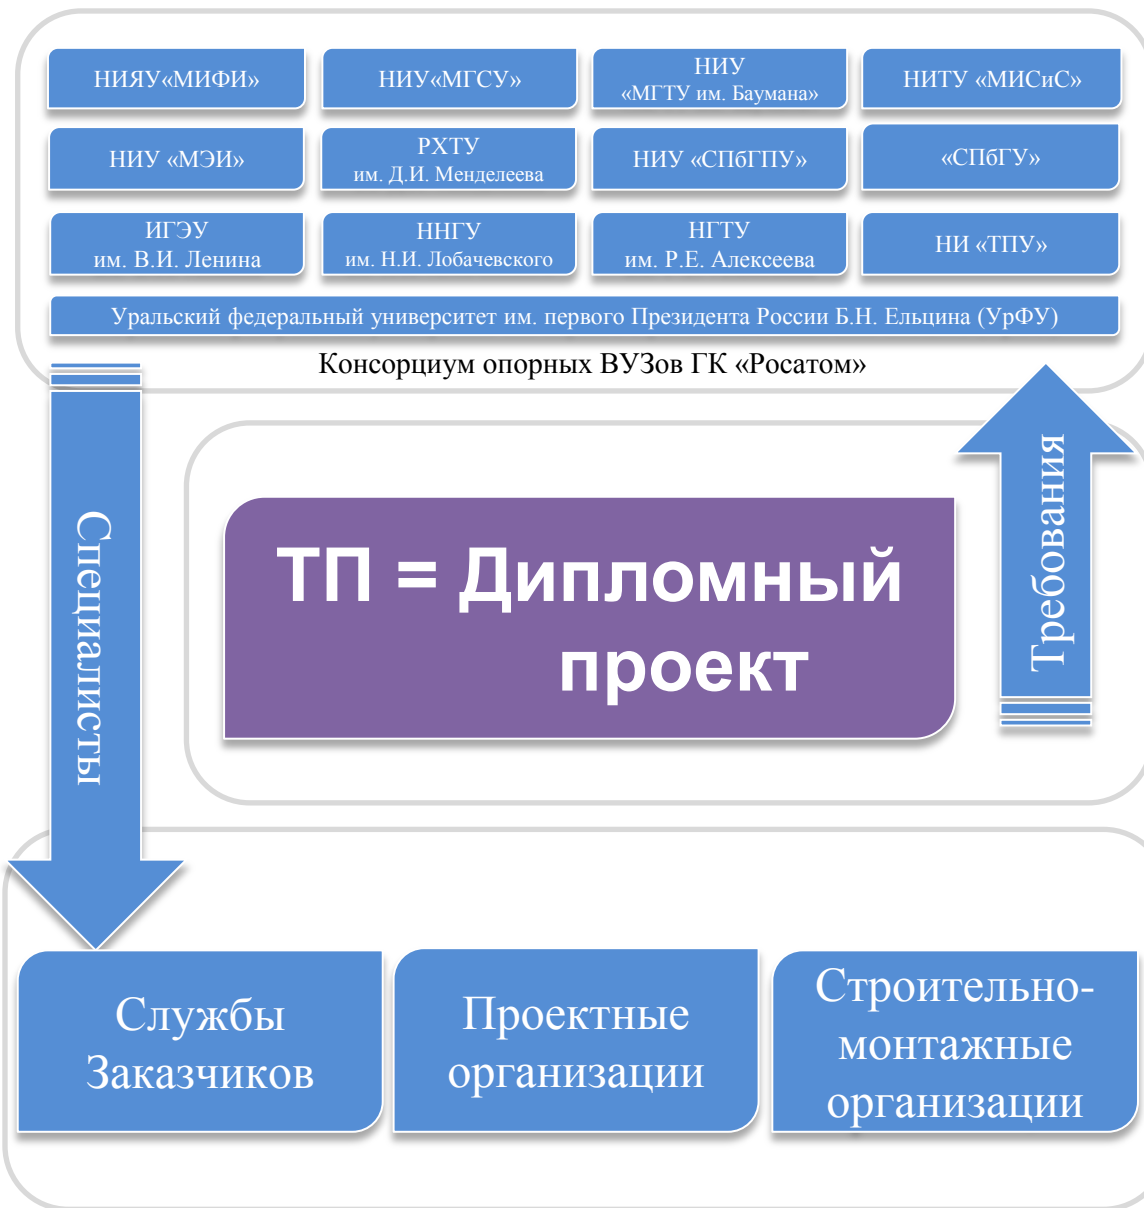 НИЯУ«МИФИ»
НИУ«МГСУ»
НИУ
«МГТУ им. Баумана»
НИТУ «МИСиС»
НИУ «МЭИ»
РХТУ
им. Д.И. Менделеева
НИУ «СПбГПУ»
«СПбГУ»
ИГЭУ
им. В.И. Ленина
ННГУ
им. Н.И. Лобачевского
НГТУ
им. Р.Е. Алексеева
НИ «ТПУ»
Уральский федеральный университет им. первого Президента России Б.Н. Ельцина (УрФУ)
Консорциум опорных ВУЗов ГК «Росатом»
Специалисты
ТП = Дипломный
проект
Требования
Службы
Заказчиков
Проектные
организации
Строительно-
монтажные
организации